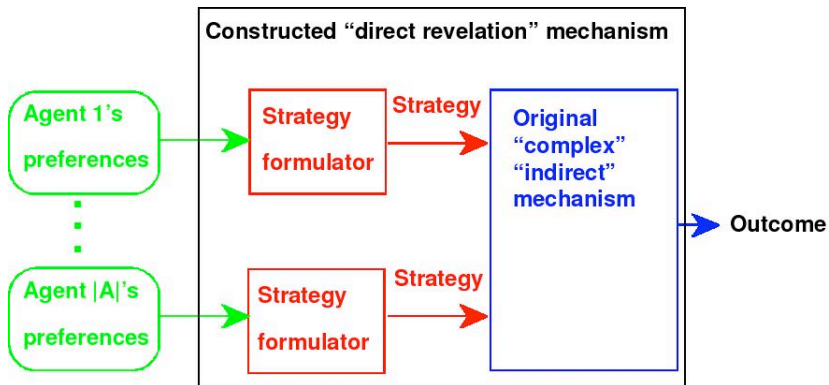 Constructed “direct revelation” mechanism
Agent 1’s
preferences
Strategy
formulator
Strategy
Original
“complex”
“indirect”
mechanism
Outcome
Agent |A|’s
preferences
Strategy
formulator
Strategy